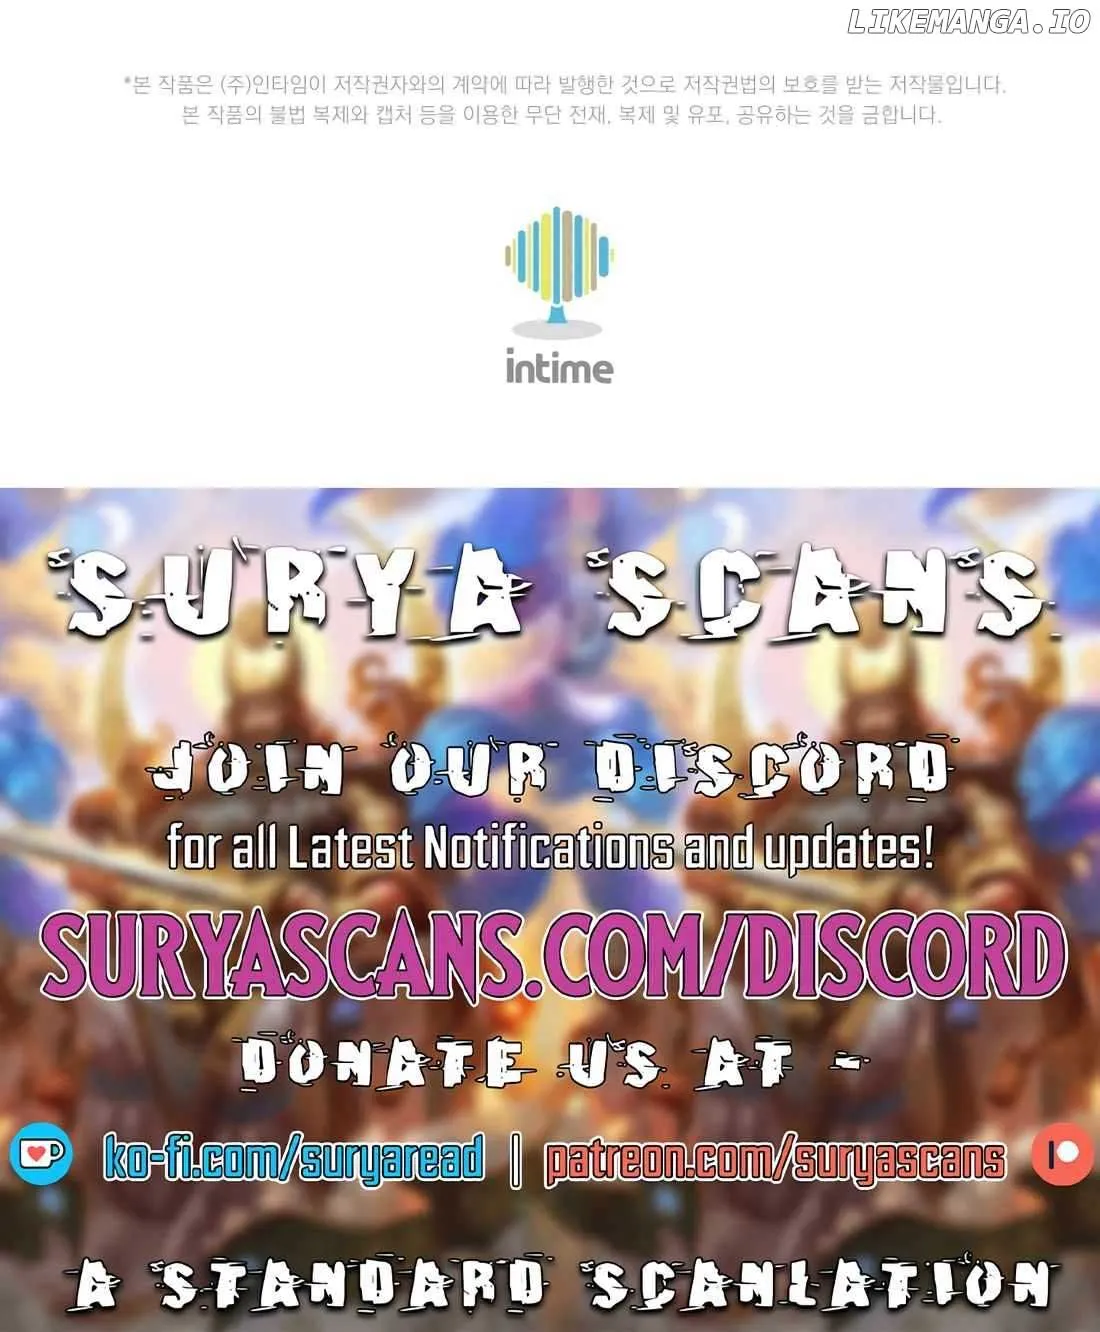 LIKEMANGA.IO
*본 작품은 (주)인타임이 저작권자와의 계약에 따라 발행한 것으로 저작권법의 보호를 받는 저작물입니다.
본 작품의 불법 복제와 캡처 등을 이용한 무단 전재, 복제 및 유포, 공유하는 것을 금합니다.
intime
SURYA SCANS
JOIN OUR DISCORD
for all Latest Notifications and updates!
SURYASCANS.COM/DISCORD
DONATE US AT -
ko-fi.com/suryaread | patreon.com/suryascans
A STANDARD SCANLATION